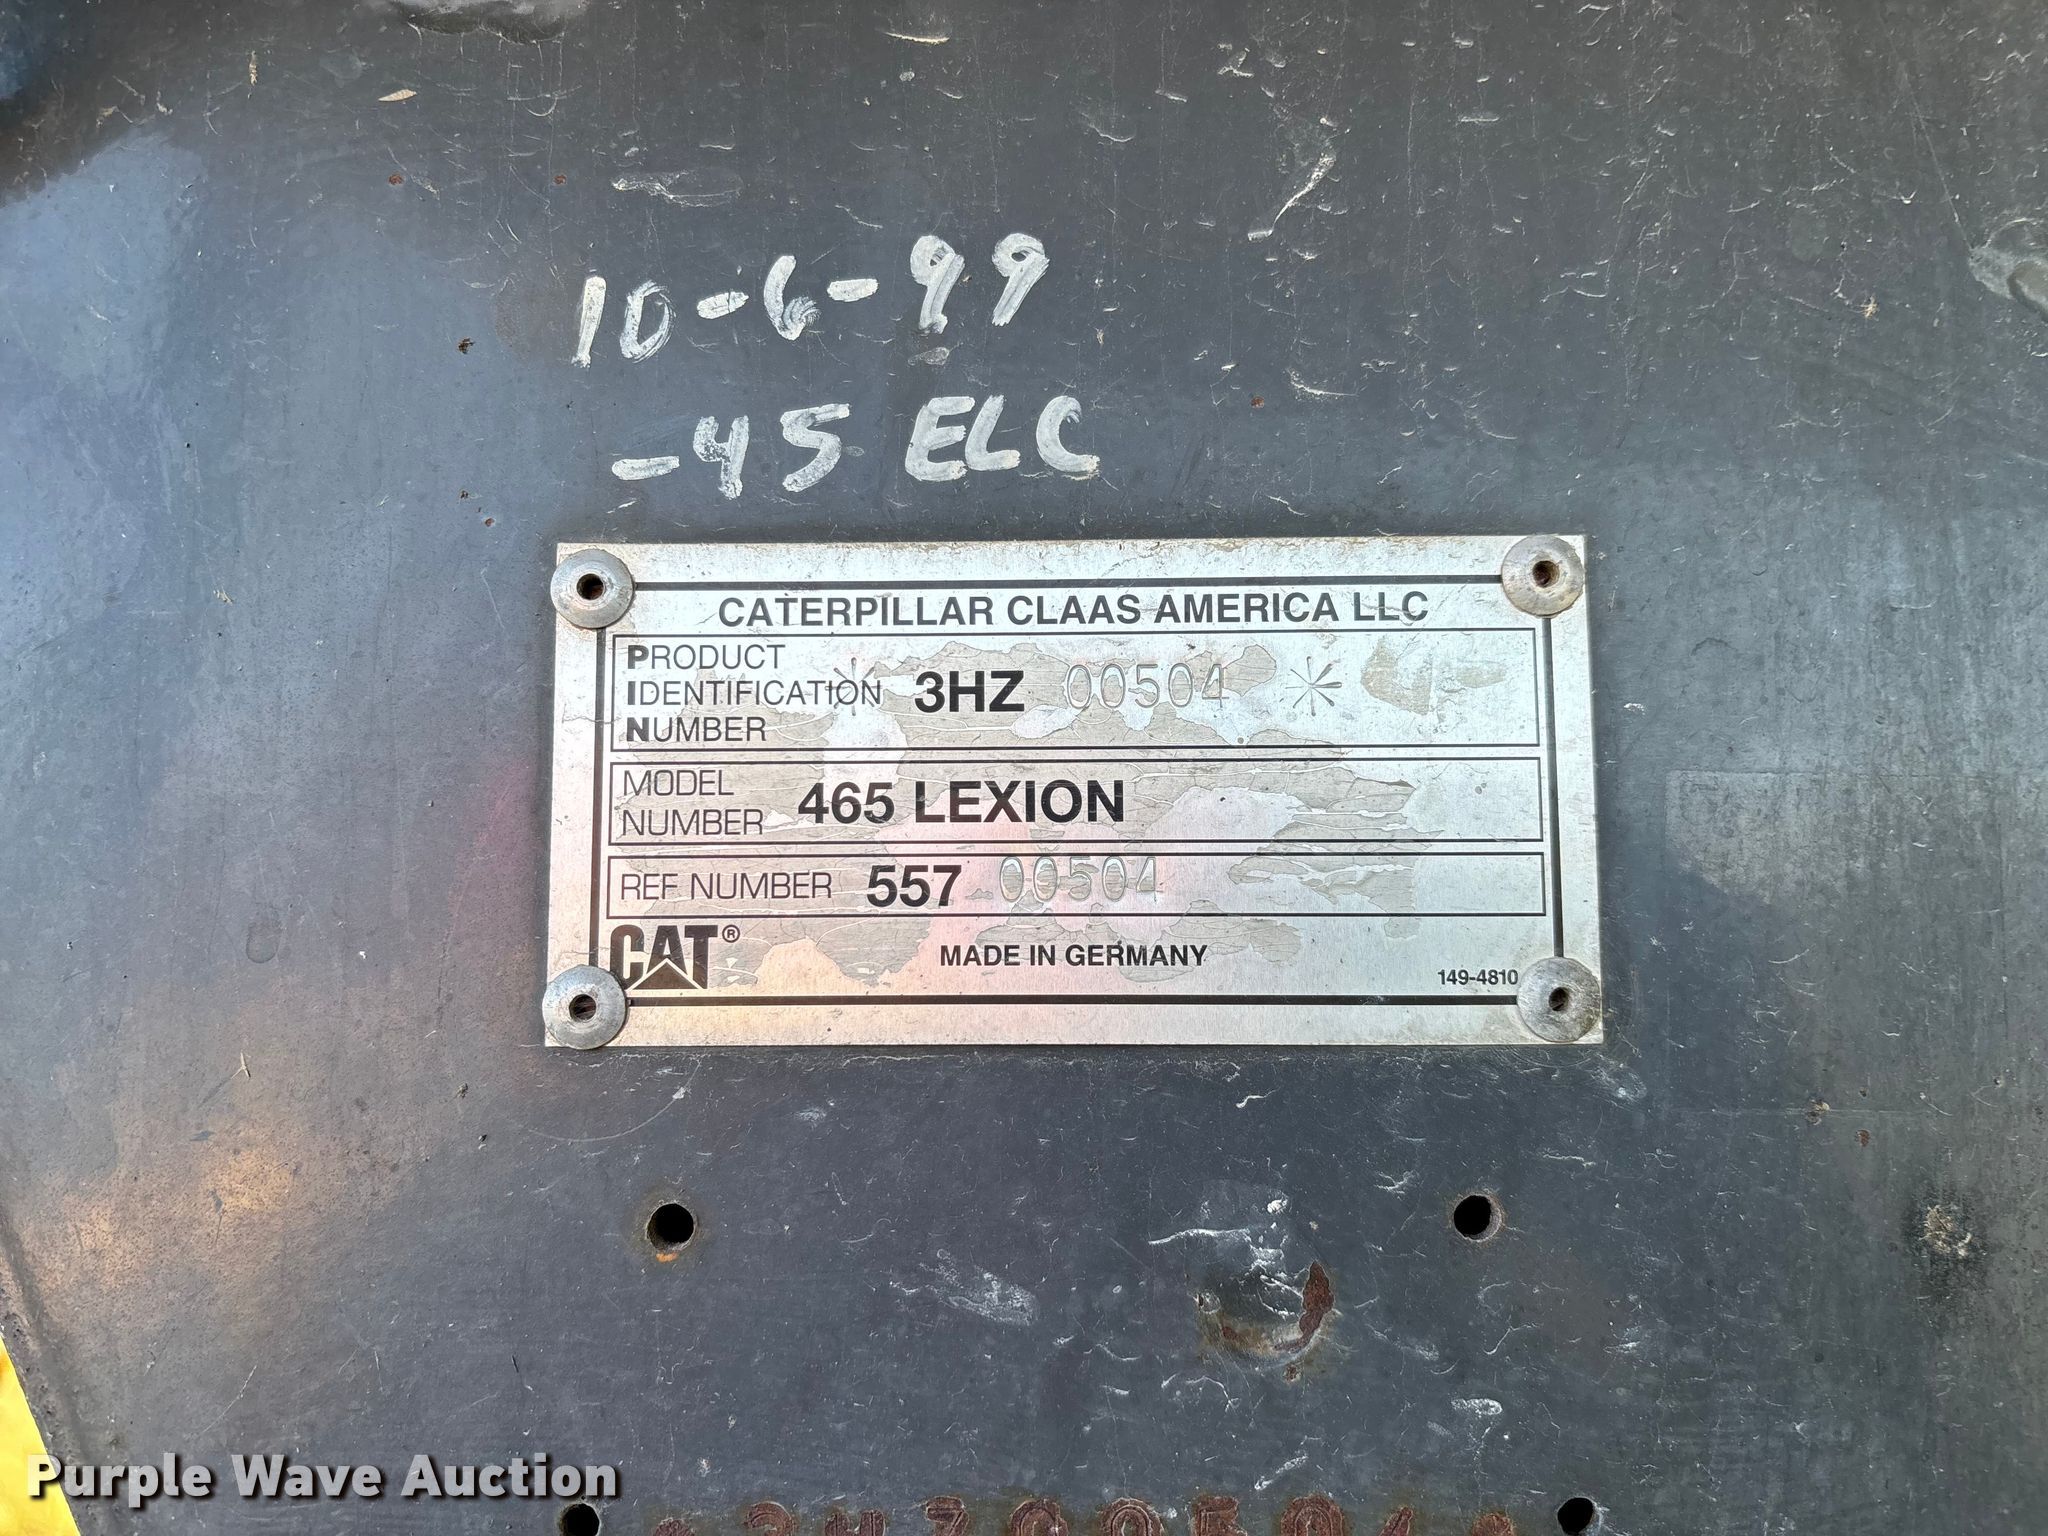 10-6-99
-45 ELC
CATERPILLAR CLAAS AMERICA LLC
PRODUCT
IDENTIFICATION * 3HZ 00504 *
NUMBER
MODEL
NUMBER 465 LEXION
REF NUMBER 557 00504
CAT® MADE IN GERMANY
149-4810
Purple Wave Auction